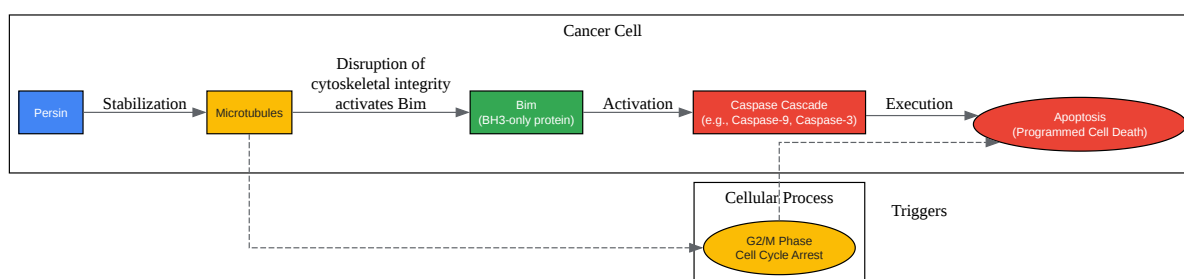 Cancer Cell
Persin
Stabilization
Microtubules
Disruption of
cytoskeletal integrity
activates Bim
Bim
(BH3-only protein)
Activation
Caspase Cascade
(e.g., Caspase-9, Caspase-3)
Execution
Apoptosis
(Programmed Cell Death)
Cellular Process
Triggers
G2/M Phase
Cell Cycle Arrest